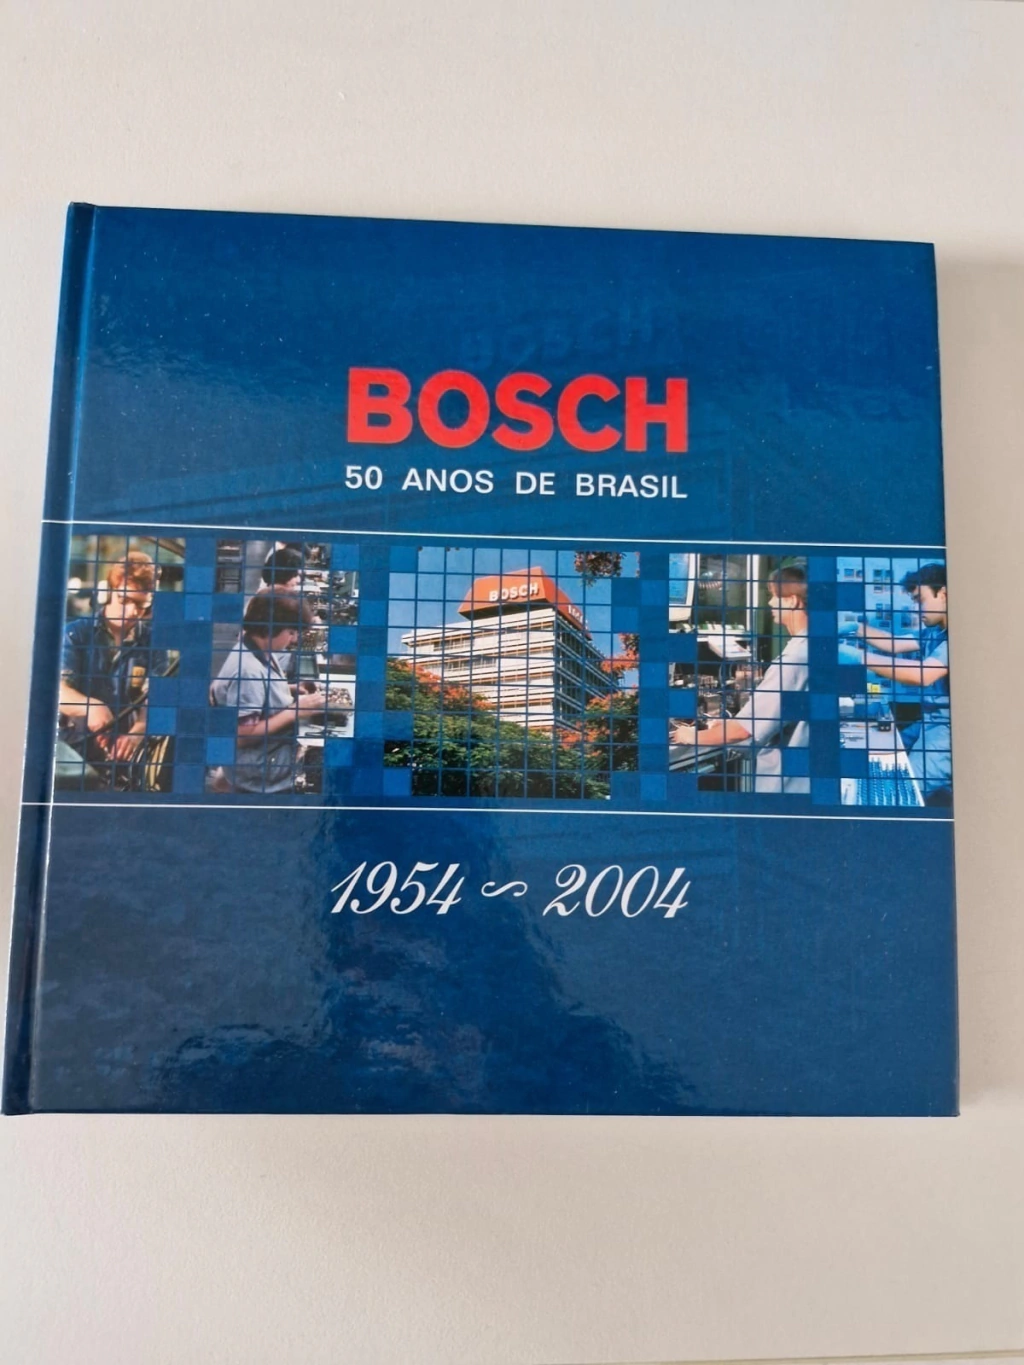 BOSCH
50 ANOS DE BRASIL
BOSCH
1954 ~ 2004